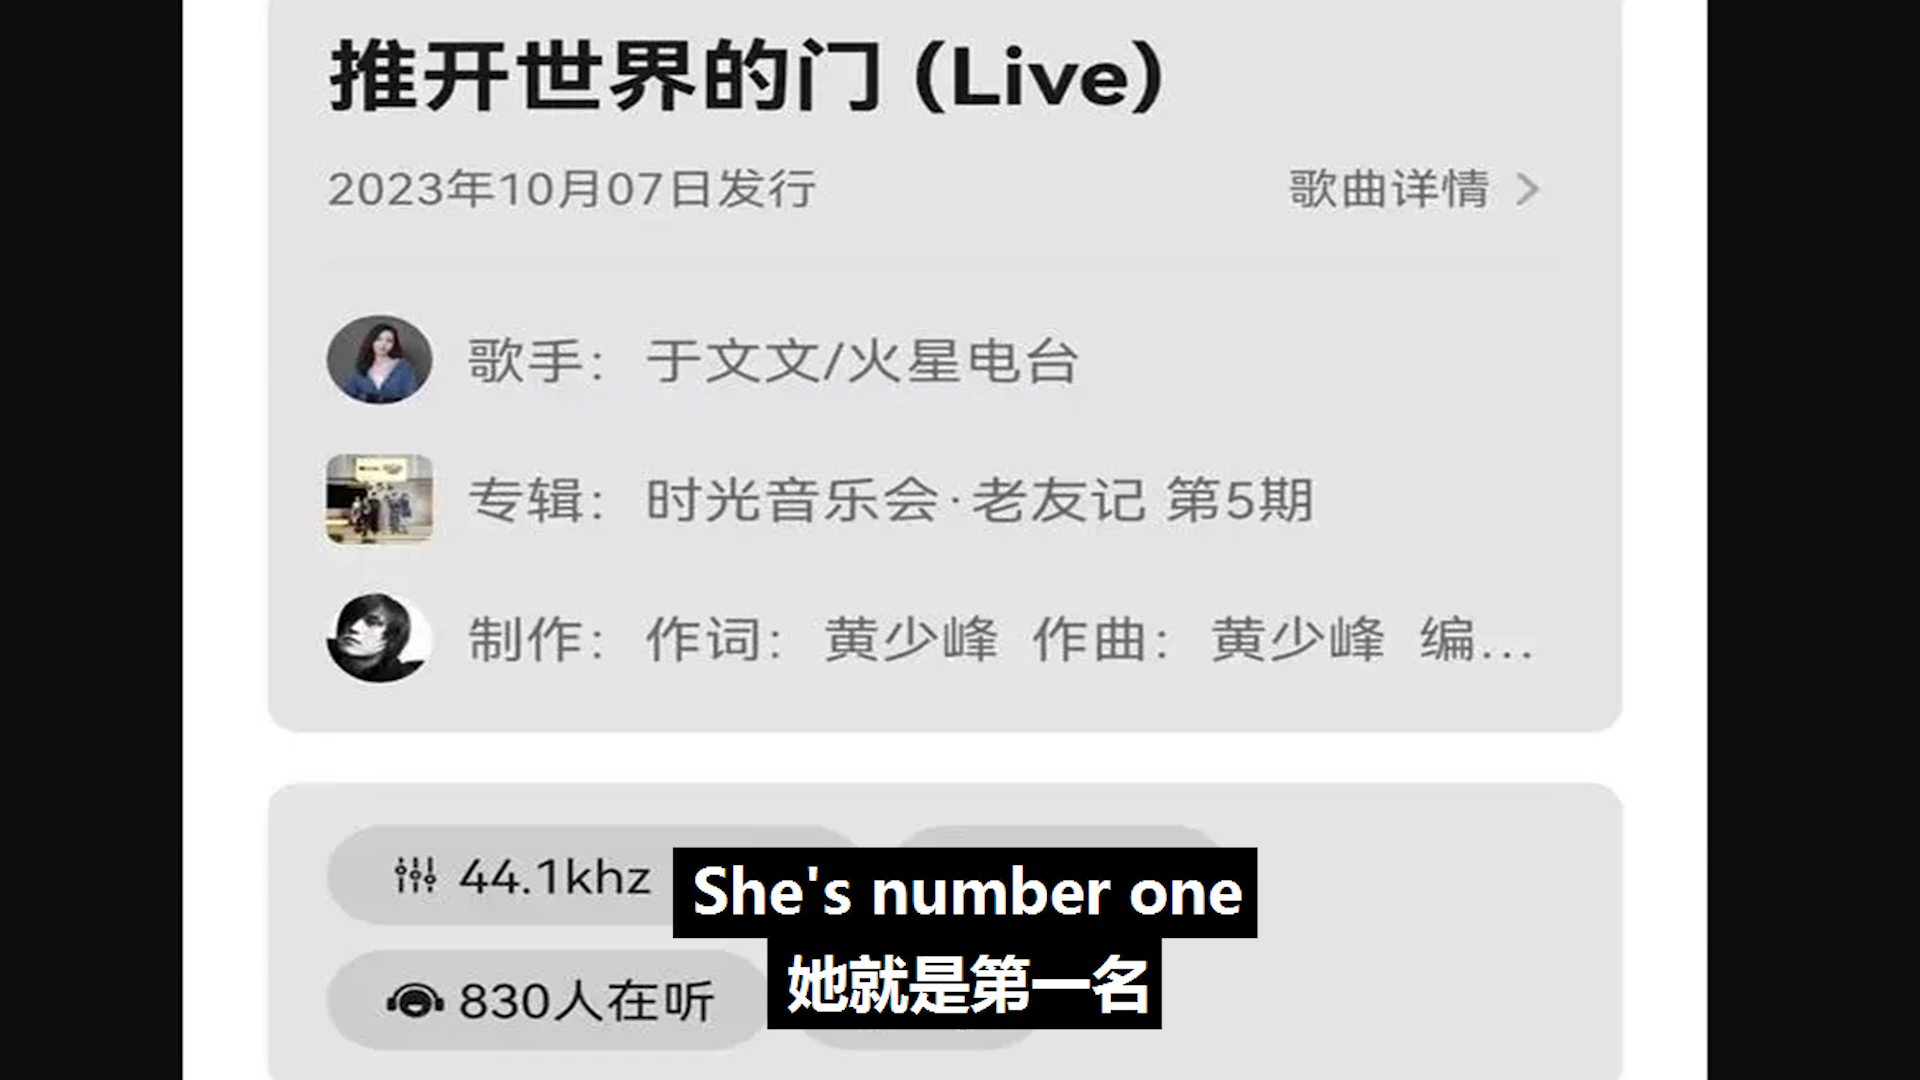 推开世界的门 (Live)
2023年10月07日发行
歌曲详情 >
歌手： 于文文/火星电台
专辑： 时光音乐会·老友记 第5期
制作： 作词： 黄少峰 作曲： 黄少峰 编...
44.1khz
She's number one
830人在听
她就是第一名